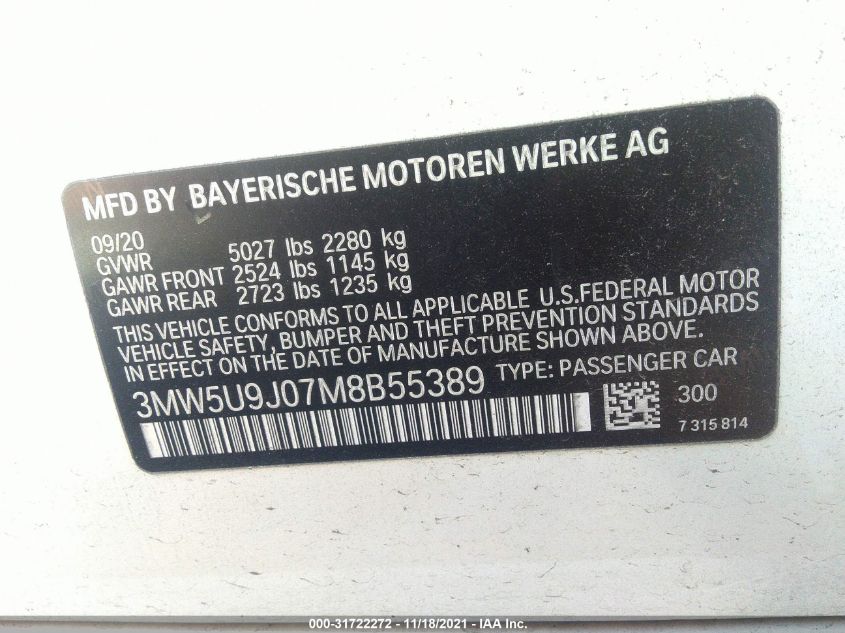 MFD BY BAYERISCHE MOTOREN WERKE AG
09/20
GVWR 5027 lbs 2280 kg
GAWR FRONT 2524 lbs 1145 kg
GAWR REAR 2723 lbs 1235 kg
THIS VEHICLE CONFORMS TO ALL APPLICABLE U.S.FEDERAL MOTOR
VEHICLE SAFETY, BUMPER AND THEFT PREVENTION STANDARDS
IN EFFECT ON THE DATE OF MANUFACTURE SHOWN ABOVE.
3MW5U9J07M8B55389 TYPE: PASSENGER CAR
300
7 315 814
000-31722272 - 11/18/2021 - IAA Inc.